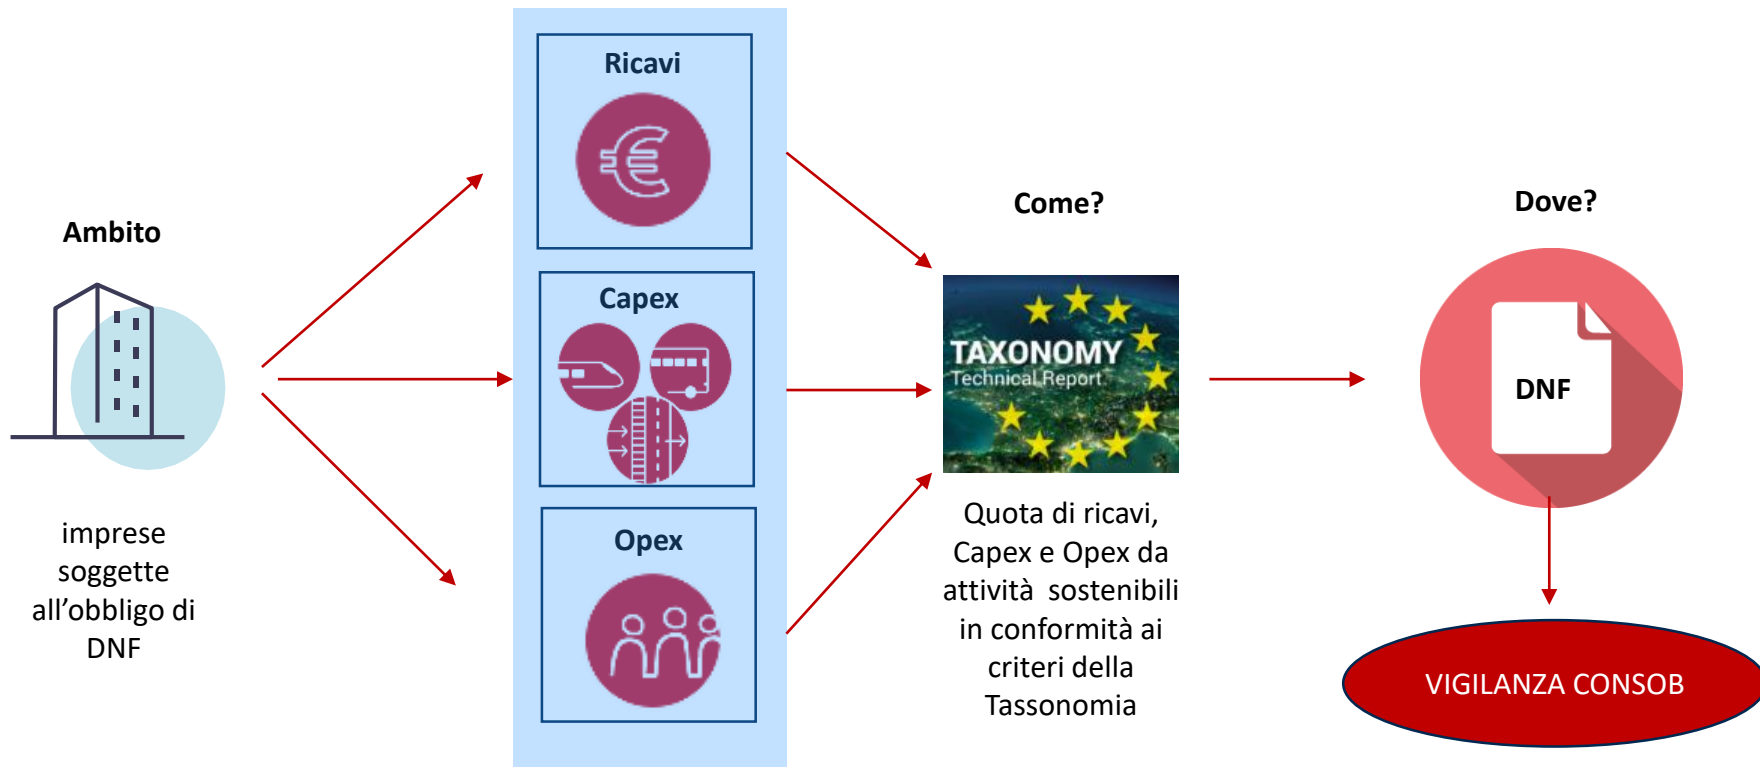 Ambito
imprese
soggette
all’obbligo di
DNF
Ricavi
Capex
Opex
Come?
TAXONOMY
Technical Report
Quota di ricavi,
Capex e Opex da
attività sostenibili
in conformità ai
criteri della
Tassonomia
Dove?
DNF
VIGILANZA CONSOB